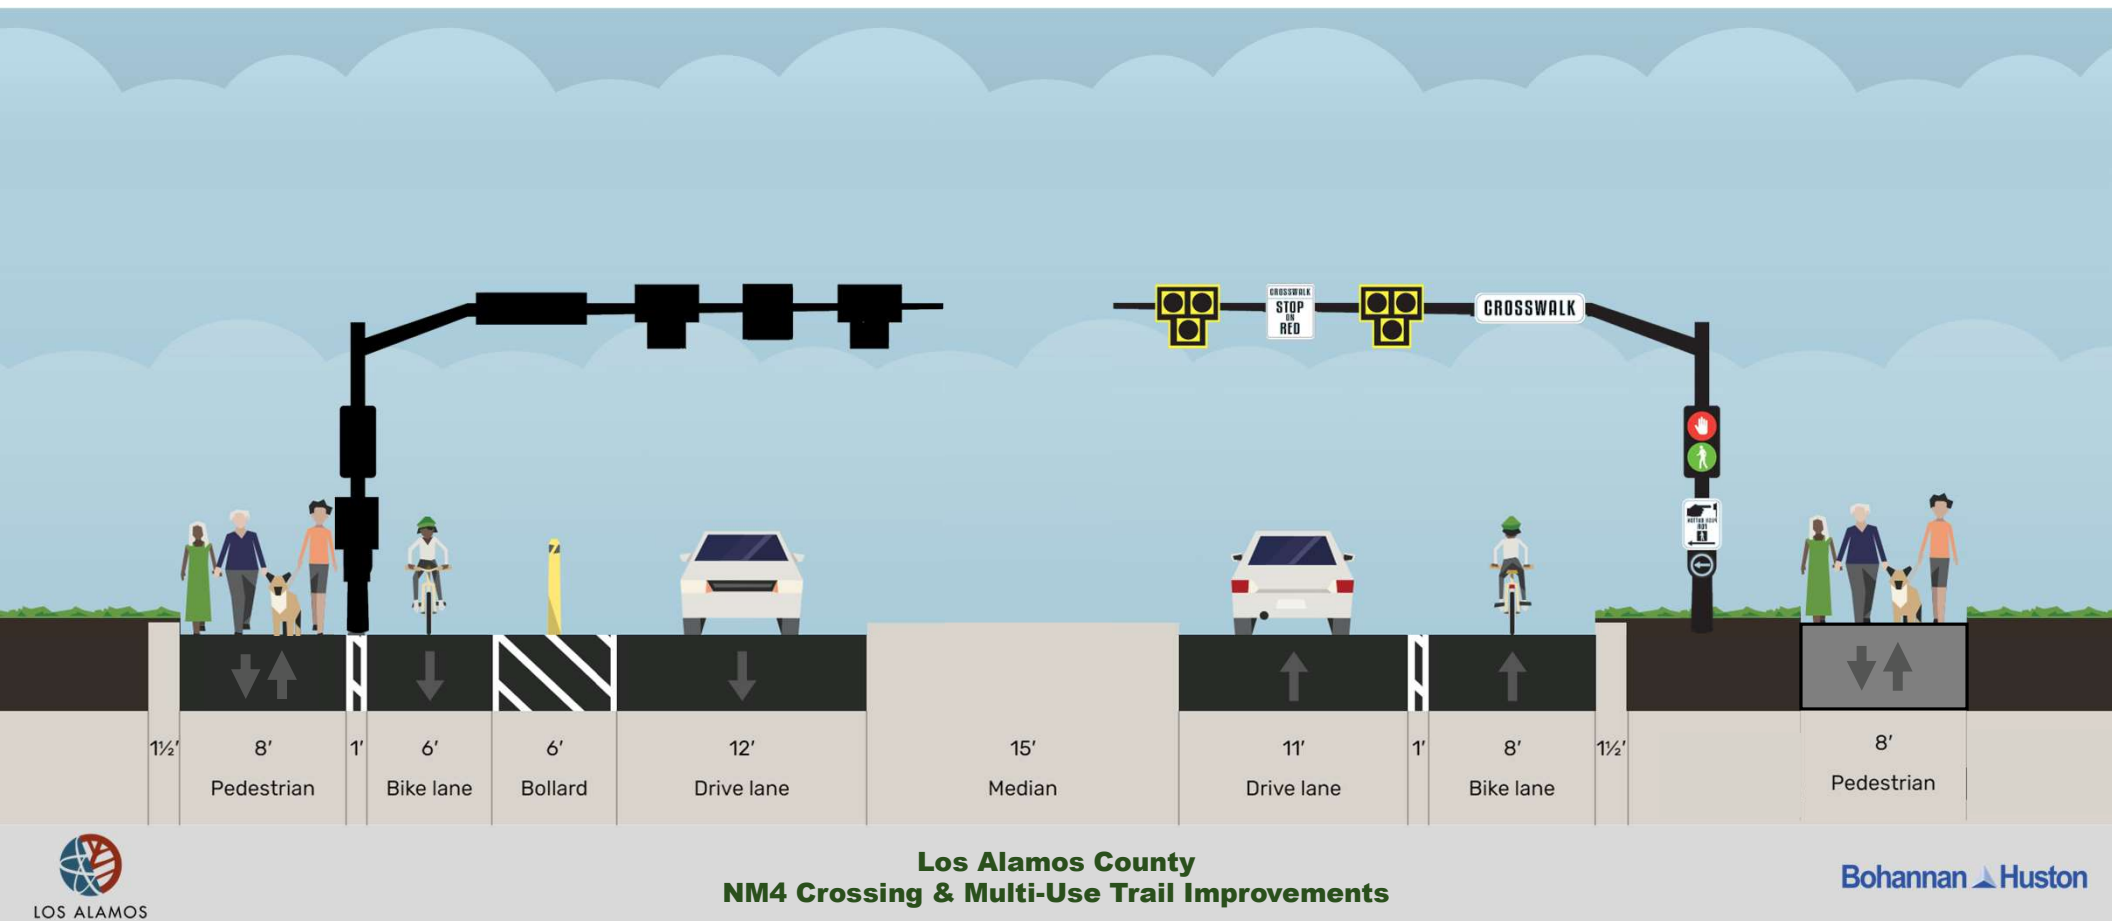 CROSSWALK
STOP
ON
RED
CROSSWALK
1½'
8'
1'
6'
6'
12'
15'
11'
1'
8'
1½'
8'
Pedestrian
Bike lane
Bollard
Drive lane
Median
Drive lane
Bike lane
Pedestrian
LOS ALAMOS
Los Alamos County
NM4 Crossing & Multi-Use Trail Improvements
Bohannan Huston